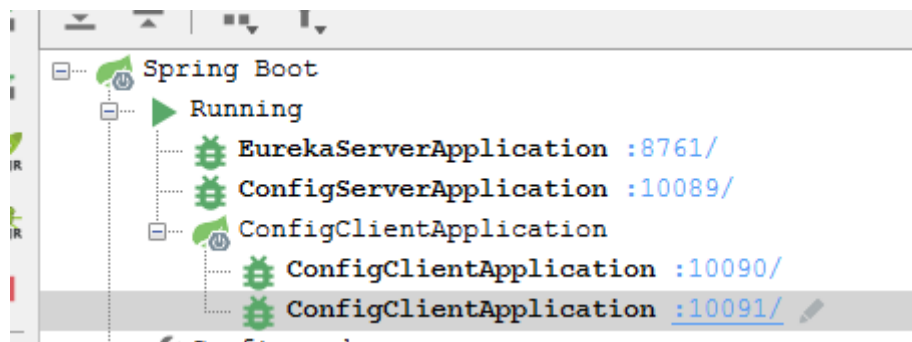 Spring Boot
Running
EurekaServerApplication :8761/
ConfigServerApplication :10089/
ConfigClientApplication
ConfigClientApplication :10090/
ConfigClientApplication :10091/